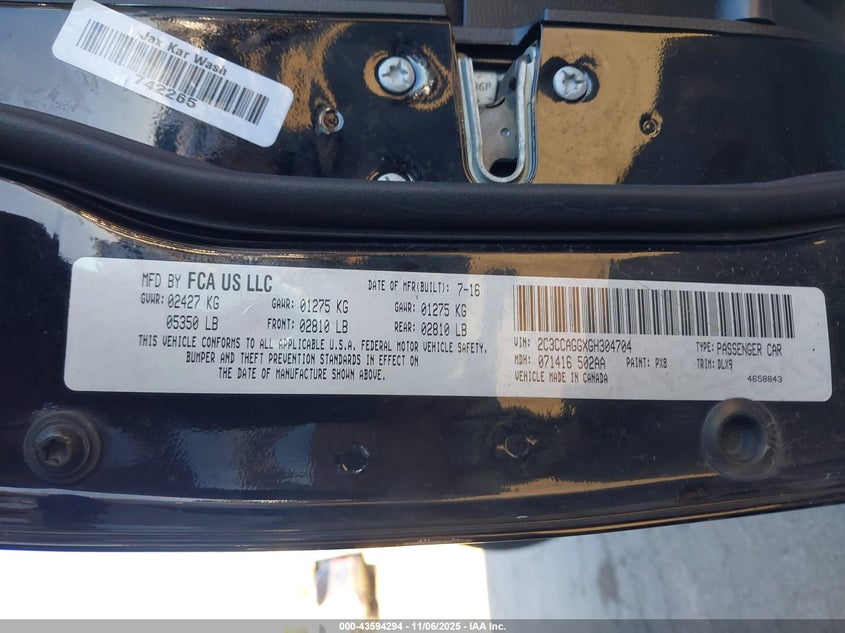 Jax Kar Wash
742265
16P
MFD BY FCA US LLC
DATE OF MFR(BUILT): 7-16
GVWR: 02427 KG GAWR: 01275 KG GAWR: 01275 KG
05350 LB FRONT: 02810 LB REAR: 02810 LB
THIS VEHICLE CONFORMS TO ALL APPLICABLE U.S.A. FEDERAL MOTOR VEHICLE SAFETY,
BUMPER AND THEFT PREVENTION STANDARDS IN EFFECT ON
THE DATE OF MANUFACTURE SHOWN ABOVE.
VIN: 2C3CCAGGXGH304704 TYPE: PASSENGER CAR
MDH: 071416 502AA PAINT: PX8 TRIM: DLX9
VEHICLE MADE IN CANADA 4658843
000-43594294 - 11/06/2025 - IAA Inc.